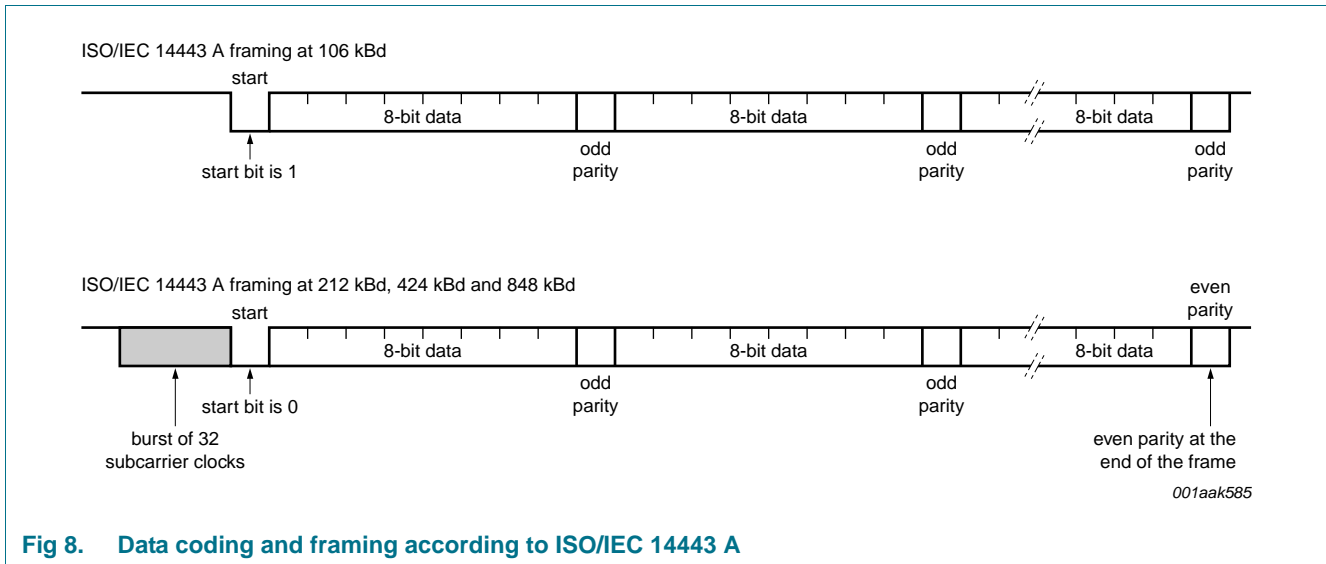 ISO/IEC 14443 A framing at 106 kBd
start
8-bit data
8-bit data
8-bit data
start bit is 1
odd
parity
odd
parity
odd
parity
ISO/IEC 14443 A framing at 212 kBd, 424 kBd and 848 kBd
start
even
parity
8-bit data
8-bit data
8-bit data
start bit is 0
odd
parity
odd
parity
burst of 32
subcarrier clocks
even parity at the
end of the frame
001aak585
Fig 8. Data coding and framing according to ISO/IEC 14443 A